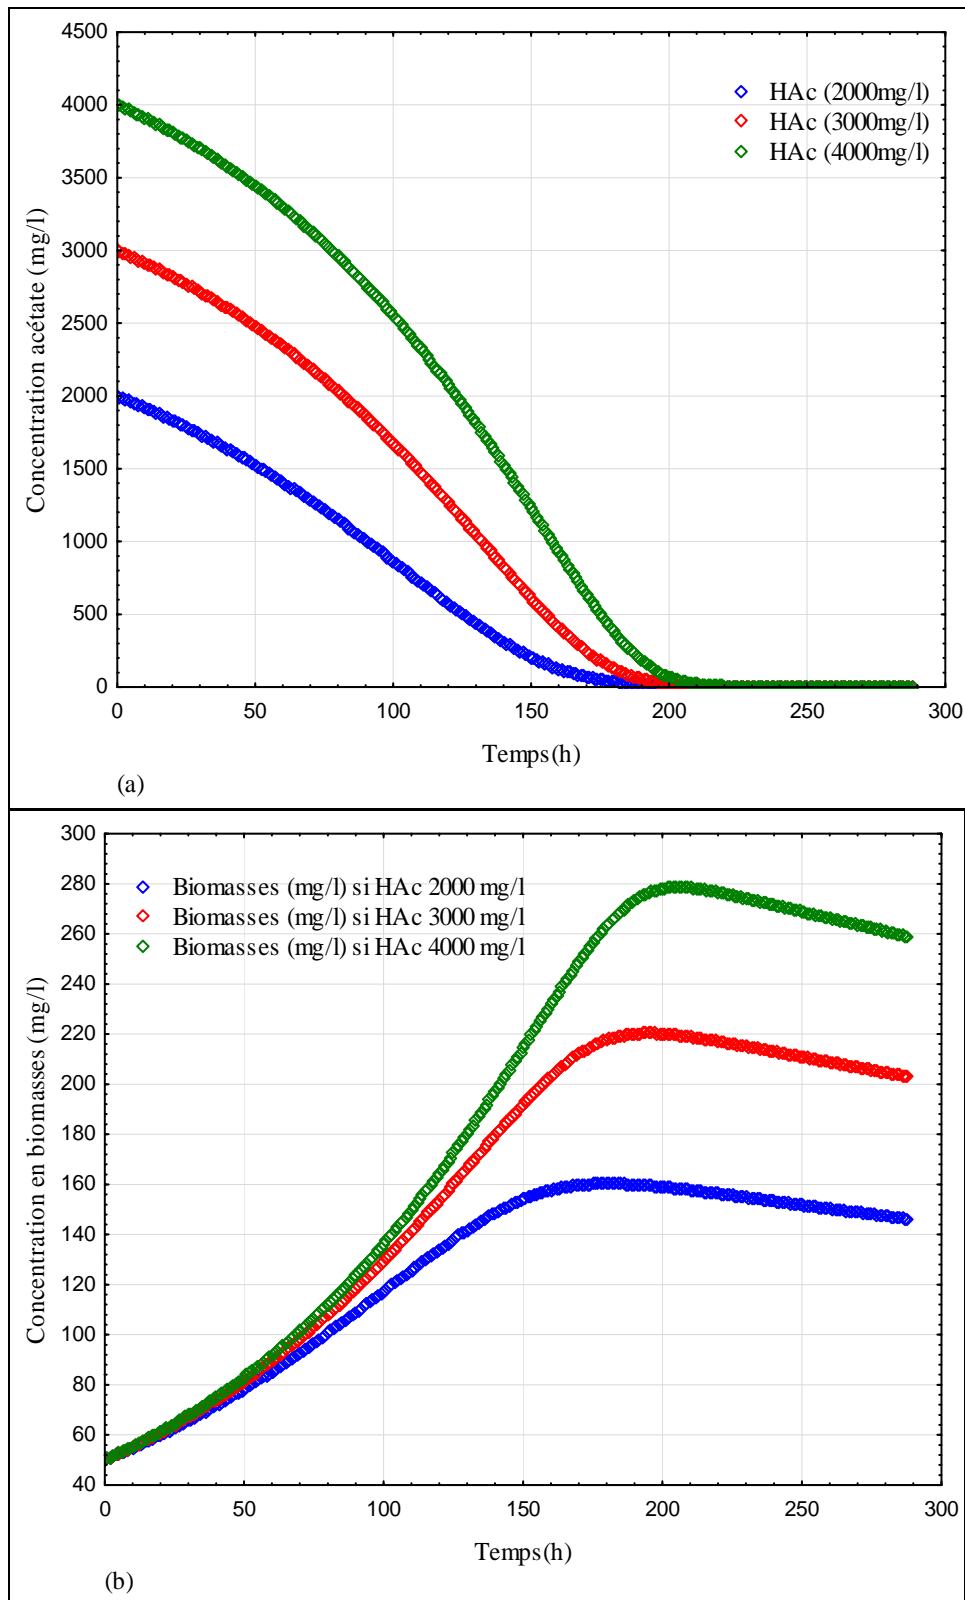 4500
4000
3500
3000
2500
2000
1500
1000
500
0
Concentration acétate (mg/l)
HAc (2000mg/l)
HAc (3000mg/l)
HAc (4000mg/l)
0 50 100 150 200 250 300
Temps(h)
(a)
300
280
260
240
220
200
180
160
140
120
100
80
60
40
Concentration en biomasses (mg/l)
Biomasses (mg/l) si HAc 2000 mg/l
Biomasses (mg/l) si HAc 3000 mg/l
Biomasses (mg/l) si HAc 4000 mg/l
0 50 100 150 200 250 300
Temps(h)
(b)